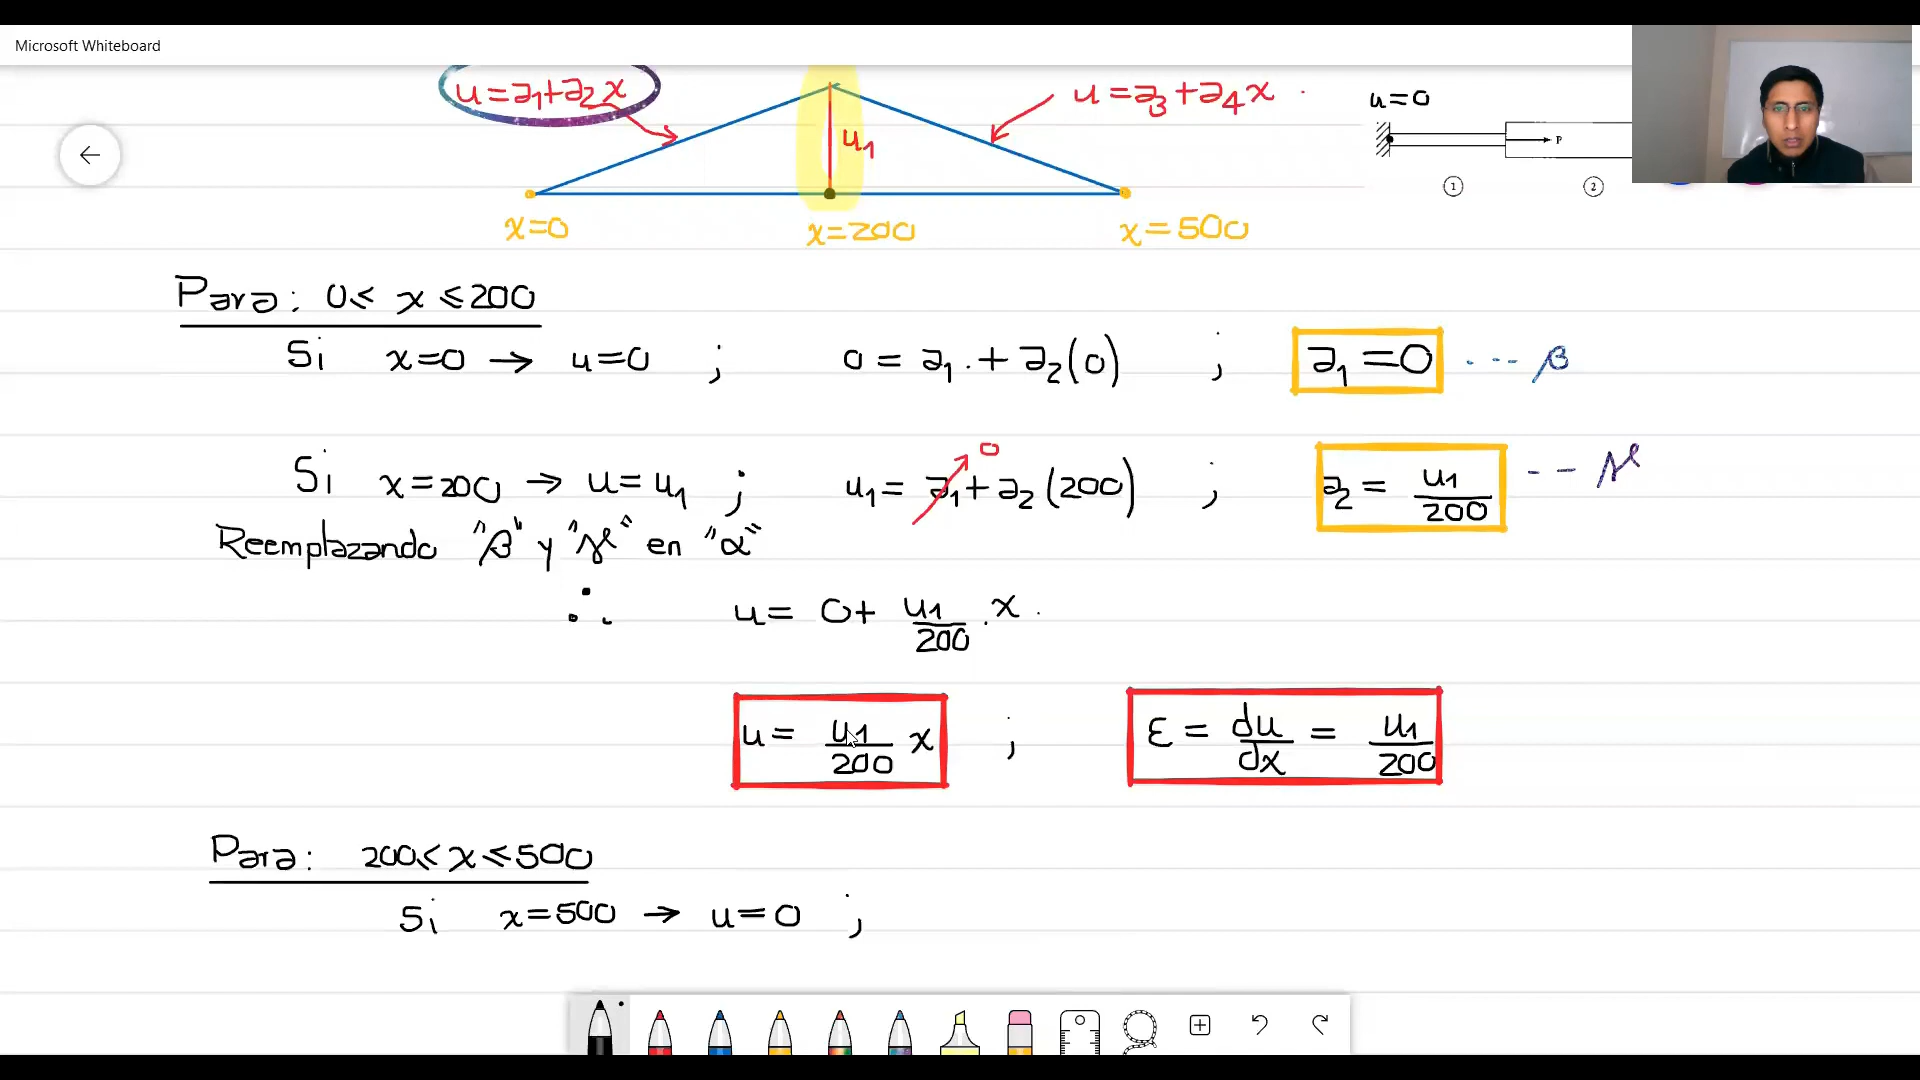 Microsoft Whiteboard
u=a₁+a₂x
u=a₃+a₄x
u=0
u₁
P
1 2
x=0 x=200 x=500
Para: 0< x ≤200
Si x=0 → u=0 ; 0 = a₁ + a₂(0) ; a₁ =0 --- β
0
Si x=200 → u=u₁ ; u₁= a₁+ a₂(200) ; a₂ = u₁/200 --
Reemplazando "β" y en "α"
∴ u= 0+ u₁/200 . x
u= u₁/200 x ; ε = du/dx = u₁/200
Para: 200< x ≤500
Si x=500 → u=0 ;